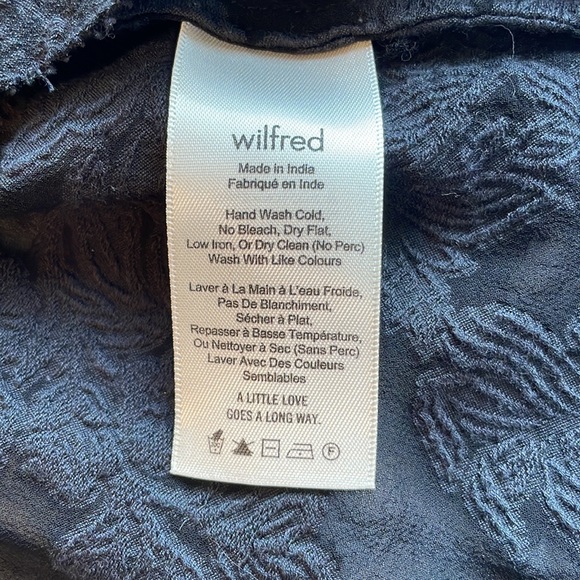 wilfred
Made in India
Fabriqué en Inde
Hand Wash Cold,
No Bleach, Dry Flat,
Low Iron, Or Dry Clean (No Perc)
Wash With Like Colours
Laver à La Main à L'eau Froide,
Pas De Blanchiment,
Sécher à Plat,
Repasser à Basse Température,
Ou Nettoyer à Sec (Sans Perc)
Laver Avec Des Couleurs
Semblables
A LITTLE LOVE
GOES A LONG WAY.
F